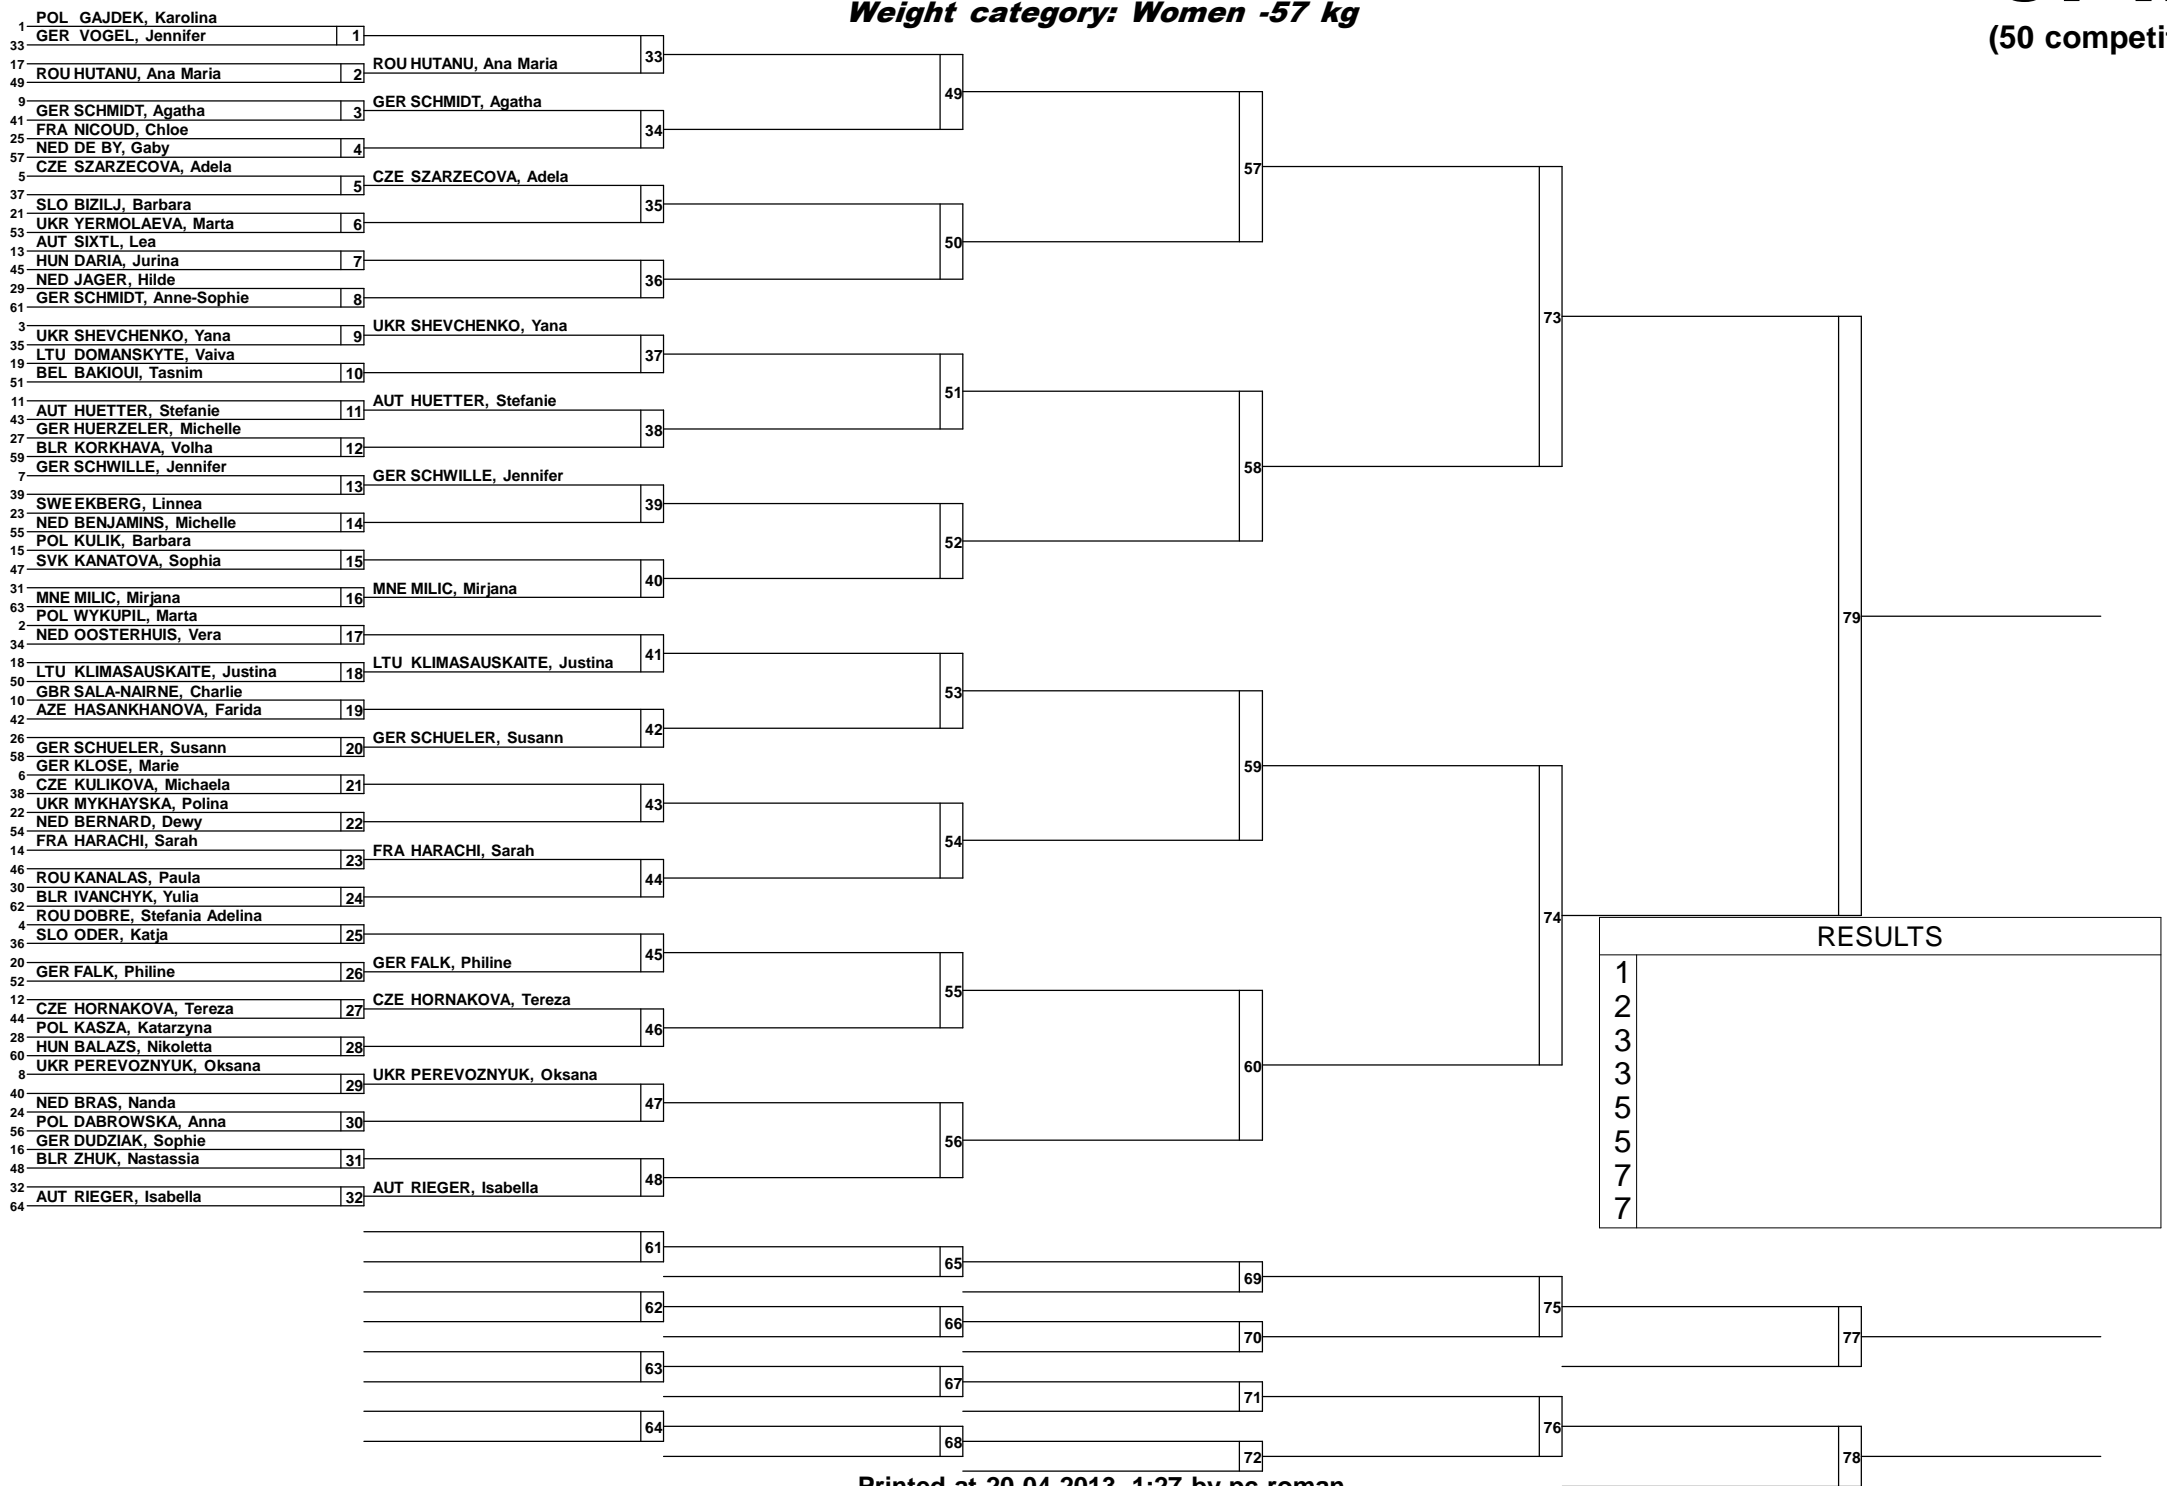 Weight category: Women -57 kg
(50 competi
1 POL GAJDEK, Karolina
33 GER VOGEL, Jennifer 1
17
49 ROU HUTANU, Ana Maria 2
9
41 GER SCHMIDT, Agatha 3
25 FRA NICOUD, Chloe
57 NED DE BY, Gaby 4
5 CZE SZARZECOVA, Adela
37 5
21 SLO BIZILJ, Barbara
53 UKR YERMOLAEVA, Marta 6
13 AUT SIXTL, Lea
45 HUN DARIA, Jurina 7
29 NED JAGER, Hilde
61 GER SCHMIDT, Anne-Sophie 8
3
35 UKR SHEVCHENKO, Yana 9
19 LTU DOMANSKYTE, Vaiva
51 BEL BAKIOUI, Tasnim 10
11
43 AUT HUETTER, Stefanie 11
27 GER HUERZELER, Michelle
59 BLR KORKHAVA, Volha 12
7 GER SCHWILLE, Jennifer
39 13
23 SWE EKBERG, Linnea
55 NED BENJAMINS, Michelle 14
15 POL KULIK, Barbara
47 SVK KANATOVA, Sophia 15
31
63 MNE MILIC, Mirjana 16
2 POL WYKUPIL, Marta
34 NED OOSTERHUIS, Vera 17
18
50 LTU KLIMASAUSKAITE, Justina 18
10 GBR SALA-NAIRNE, Charlie
42 AZE HASANKHANOVA, Farida 19
26
58 GER SCHUELER, Susann 20
6 GER KLOSE, Marie
38 CZE KULIKOVA, Michaela 21
22 UKR MYKHAYSKA, Polina
54 NED BERNARD, Dewy 22
14 FRA HARACHI, Sarah
46 23
30 ROU KANALAS, Paula
62 BLR IVANCHYK, Yulia 24
4 ROU DOBRE, Stefania Adelina
36 SLO ODER, Katja 25
20
52 GER FALK, Philine 26
12
44 CZE HORNAKOVA, Tereza 27
28 POL KASZA, Katarzyna
60 HUN BALAZS, Nikoletta 28
8 UKR PEREVOZNYUK, Oksana
40 29
24 NED BRAS, Nanda
56 POL DABROWSKA, Anna 30
16 GER DUDZIAK, Sophie
48 BLR ZHUK, Nastassia 31
32
64 AUT RIEGER, Isabella 32
ROU HUTANU, Ana Maria 33
GER SCHMIDT, Agatha 34
CZE SZARZECOVA, Adela 35
36
UKR SHEVCHENKO, Yana 37
AUT HUETTER, Stefanie 38
GER SCHWILLE, Jennifer 39
MNE MILIC, Mirjana 40
LTU KLIMASAUSKAITE, Justina 41
GER SCHUELER, Susann 42
43
FRA HARACHI, Sarah 44
GER FALK, Philine 45
CZE HORNAKOVA, Tereza 46
UKR PEREVOZNYUK, Oksana 47
AUT RIEGER, Isabella 48
49
50
51
52
53
54
55
56
57
58
59
60
73
74
79
RESULTS
1
2
3
3
5
5
7
7
61
62
63
64
65
66
67
68
69
70
71
72
75
76
77
78
Printed at 20.04.2013 1:27 by pc-roman